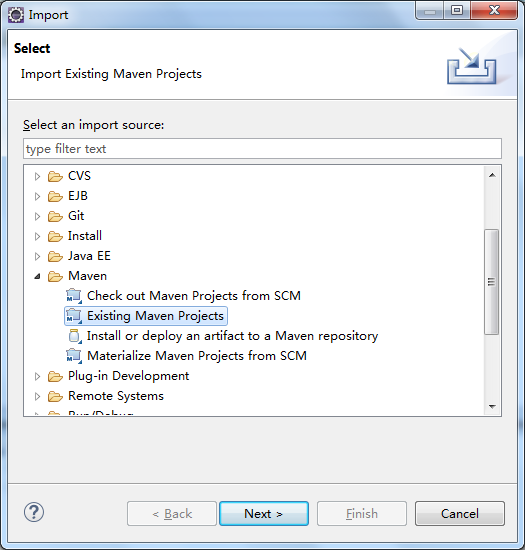 Import
Select
Import Existing Maven Projects
Select an import source:
type filter text
CVS
EJB
Git
Install
Java EE
Maven
Check out Maven Projects from SCM
Existing Maven Projects
Install or deploy an artifact to a Maven repository
Materialize Maven Projects from SCM
Plug-in Development
Remote Systems
Run/Debug
< Back
Next >
Finish
Cancel